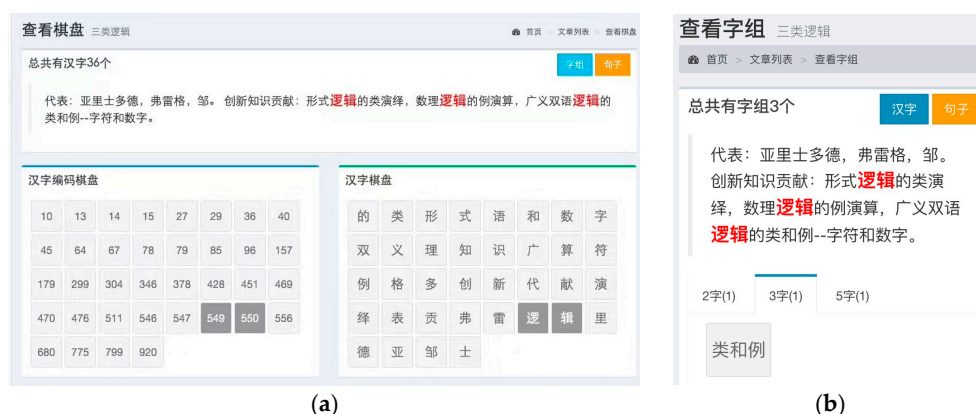 查看棋盘 三类逻辑 首页 > 文章列表 > 查看棋盘
总共有汉字36个 字组 句子
代表：亚里士多德，弗雷格，邹。 创新知识贡献：形式逻辑的类演绎，数理逻辑的例演算，广义双语逻辑的
类和例--字符和数字。
汉字编码棋盘
10 13 14 15 27 29 36 40
45 64 67 78 79 85 96 157
179 299 304 346 378 428 451 469
470 476 511 546 547 549 550 556
680 775 799 920
汉字棋盘
的 类 形 式 语 和 数 字
双 义 理 知 识 广 算 符
例 格 多 创 新 代 献 演
绎 表 贡 弗 雷 逻 辑 里
德 亚 邹 士
(a)
查看字组 三类逻辑
首页 > 文章列表 > 查看字组
总共有字组3个 汉字 句子
代表：亚里士多德，弗雷格，邹。
创新知识贡献：形式逻辑的类演
绎，数理逻辑的例演算，广义双语
逻辑的类和例--字符和数字。
2字(1) 3字(1) 5字(1)
类和例
(b)